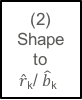 (2)
Shape
to
r̂ₖ/ b̂ₖ